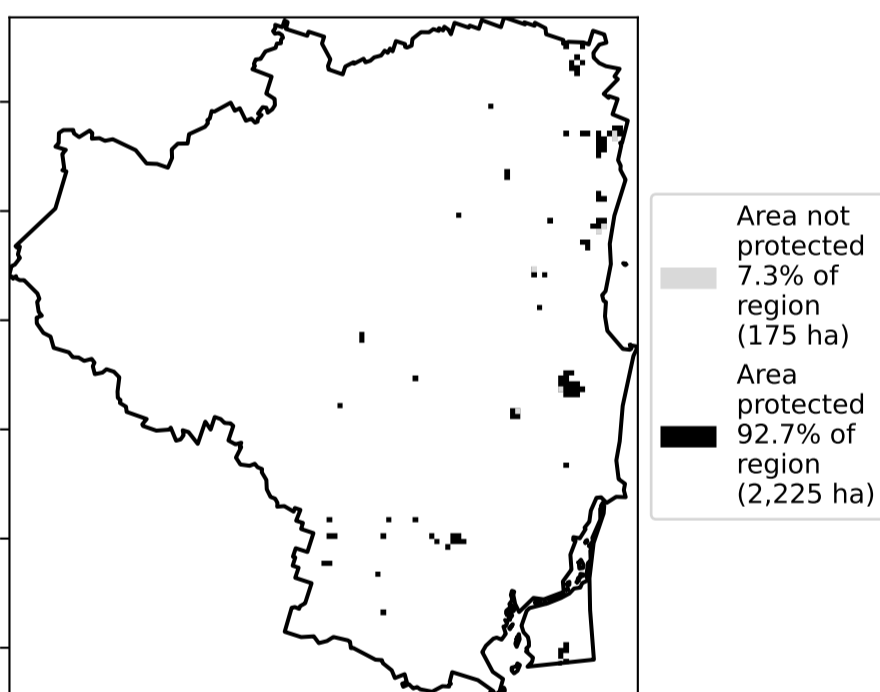 Area not
protected
7.3% of
region
(175 ha)
Area
protected
92.7% of
region
(2,225 ha)